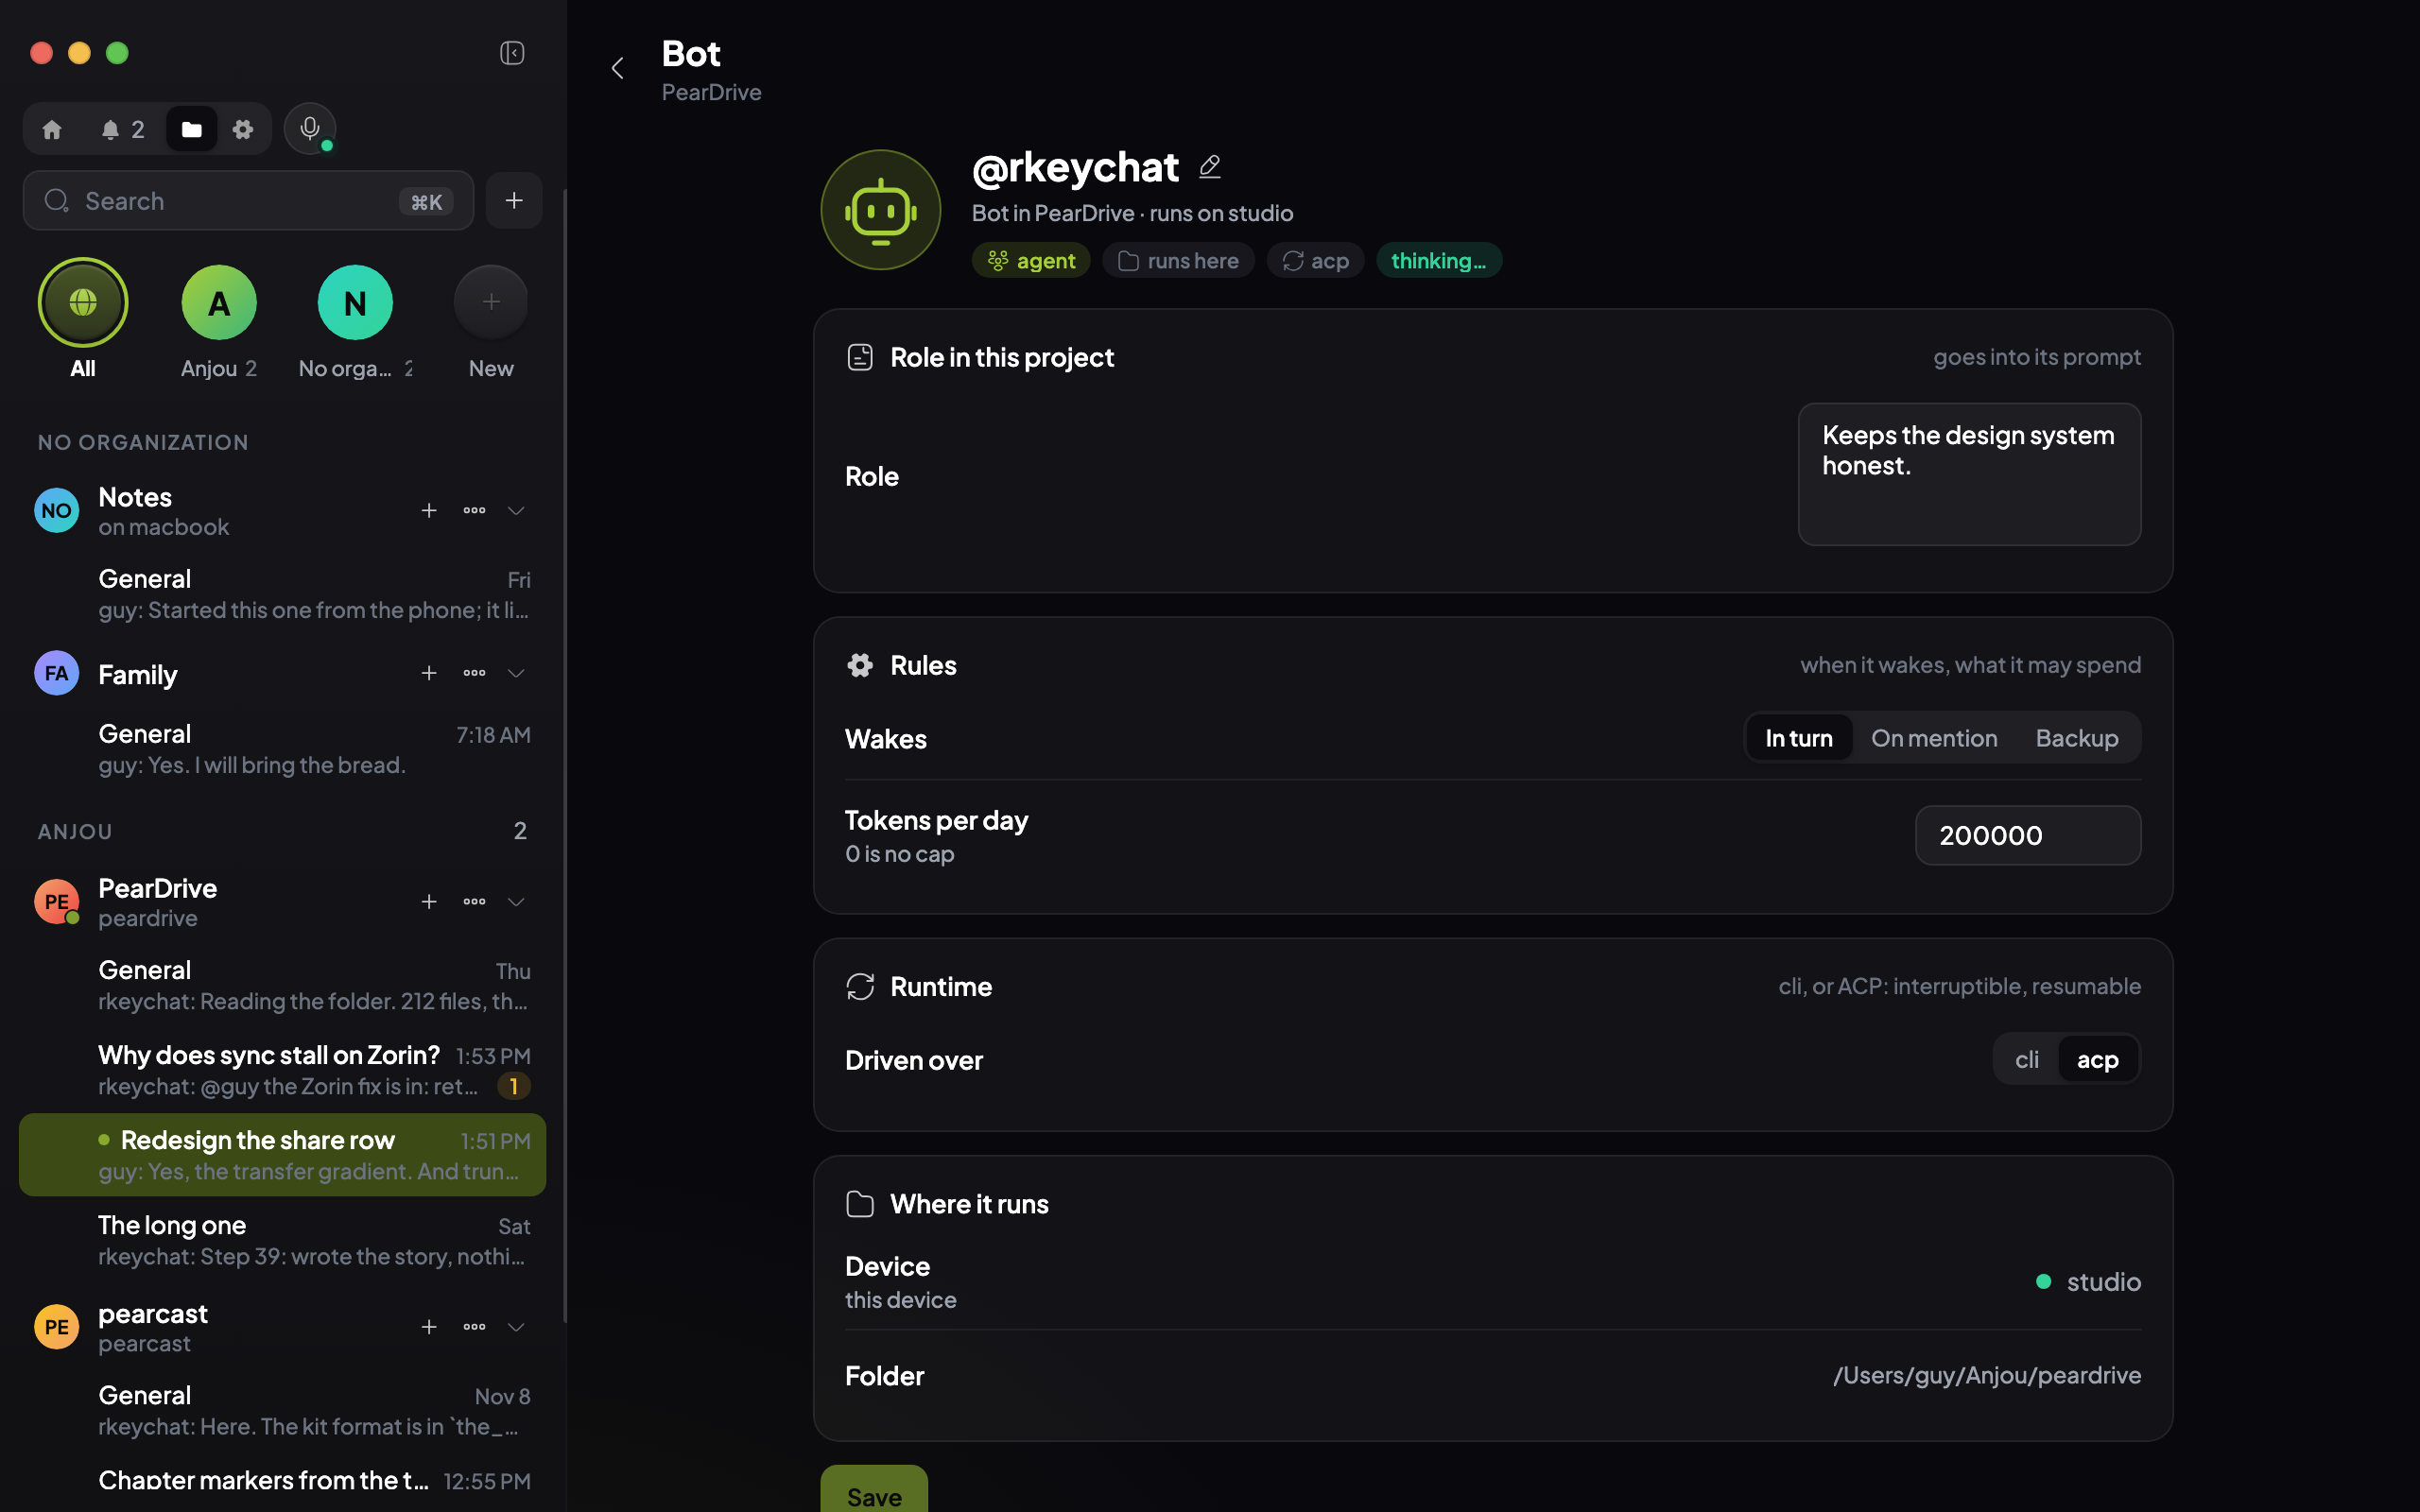 2
Search
⌘K
All
A
Anjou 2
N
No orga... 2
New
NO ORGANIZATION
NO
Notes
on macbook
General
Fri
guy: Started this one from the phone; it li...
FA
Family
General
7:18 AM
guy: Yes. I will bring the bread.
ANJOU
2
PE
PearDrive
peardrive
General
Thu
rkeychat: Reading the folder. 212 files, th...
Why does sync stall on Zorin?
1:53 PM
rkeychat: @guy the Zorin fix is in: ret...
1
Redesign the share row
1:51 PM
guy: Yes, the transfer gradient. And trun...
The long one
Sat
rkeychat: Step 39: wrote the story, nothi...
PE
pearcast
pearcast
General
Nov 8
rkeychat: Here. The kit format is in `the_...
Chapter markers from the t...
12:55 PM
Bot
PearDrive
@rkeychat
Bot in PearDrive · runs on studio
agent
runs here
acp
thinking...
Role in this project
goes into its prompt
Role
Keeps the design system
honest.
Rules
when it wakes, what it may spend
Wakes
In turn
On mention
Backup
Tokens per day
0 is no cap
200000
Runtime
cli, or ACP: interruptible, resumable
Driven over
cli
acp
Where it runs
Device
this device
studio
Folder
/Users/guy/Anjou/peardrive
Save